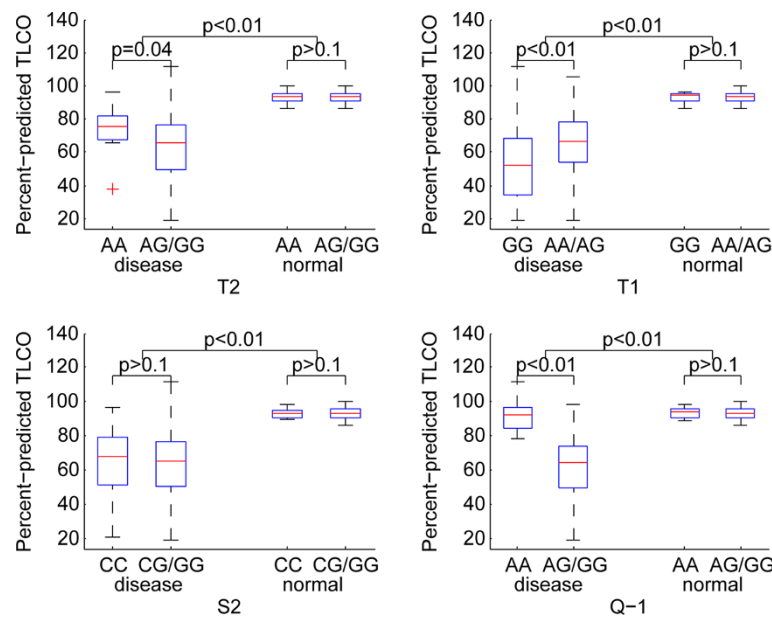 Percent-predicted TLCO
140
120
100
80
60
40
20
p<0.01
p=0.04
p>0.1
AA AG/GG AA AG/GG
disease normal
T2
Percent-predicted TLCO
140
120
100
80
60
40
20
p<0.01
p<0.01
p>0.1
GG AA/AG GG AA/AG
disease normal
T1
Percent-predicted TLCO
140
120
100
80
60
40
20
p<0.01
p>0.1
p>0.1
CC CG/GG CC CG/GG
disease normal
S2
Percent-predicted TLCO
140
120
100
80
60
40
20
p<0.01
p<0.01
p>0.1
AA AG/GG AA AG/GG
disease normal
Q−1